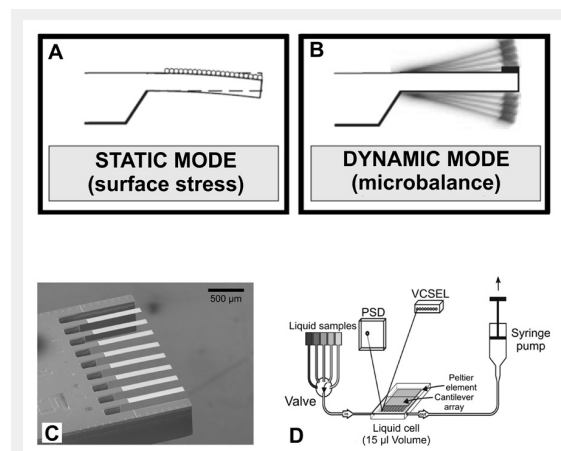 A
STATIC MODE
(surface stress)
B
DYNAMIC MODE
(microbalance)
500 µm
C
Liquid samples
Valve
PSD
VCSEL
Syringe
pump
Peltier
element
Cantilever
array
Liquid cell
(15 µl Volume)
D